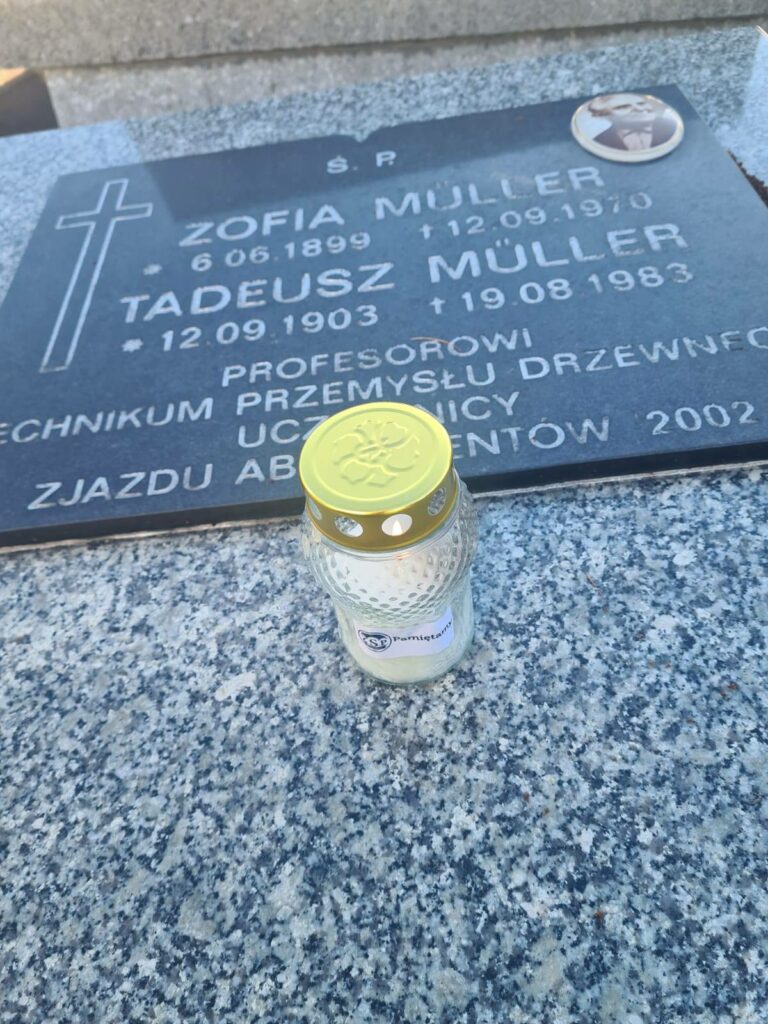 Ś. P.
ZOFIA MÜLLER
* 6.06.1899 † 12.09.1970
TADEUSZ MÜLLER
* 12.09.1903 † 19.08.1983
PROFESOROWI
ECHNIKUM PRZEMYSŁU DRZEWNEG
UCZ NICY
ZJAZDU AB ENTÓW 2002
Pamiętamy